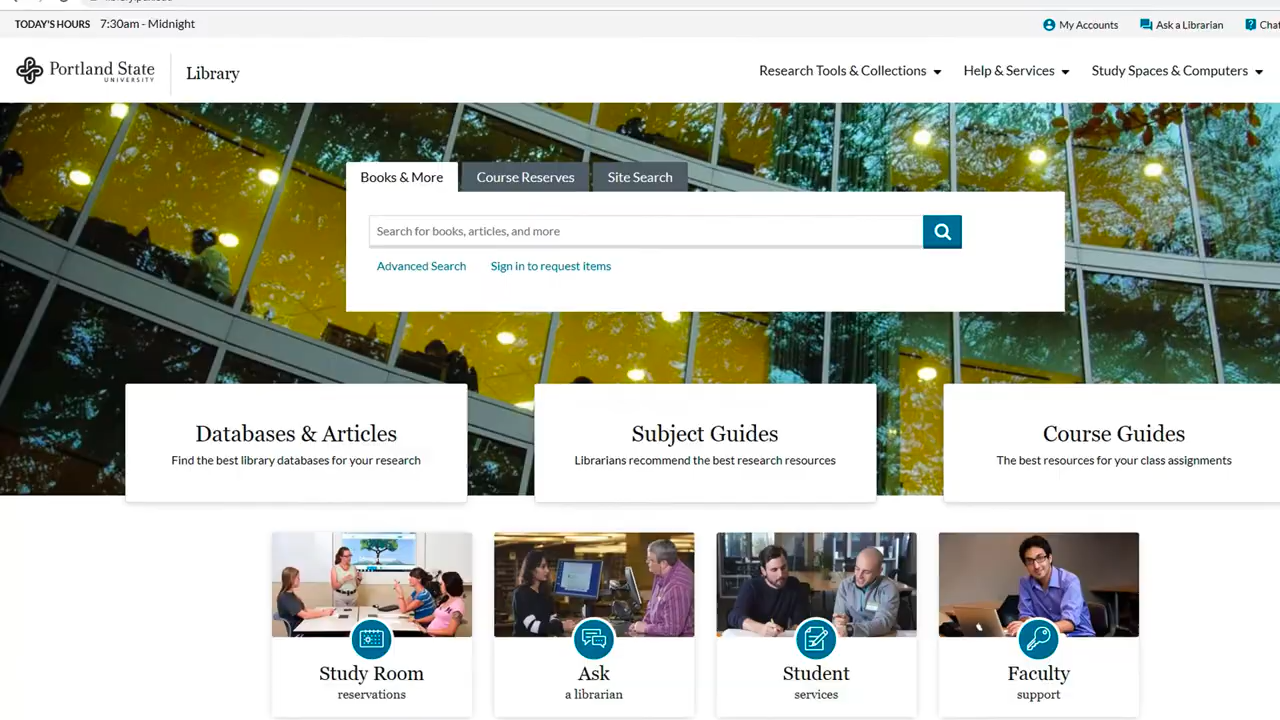 TODAY'S HOURS 7:30am - Midnight
My Accounts
Ask a Librarian
Chat
Portland State
UNIVERSITY
Library
Research Tools & Collections
Help & Services
Study Spaces & Computers
Books & More
Course Reserves
Site Search
Search for books, articles, and more
Advanced Search
Sign in to request items
Databases & Articles
Find the best library databases for your research
Subject Guides
Librarians recommend the best research resources
Course Guides
The best resources for your class assignments
Study Room
reservations
Ask
a librarian
Student
services
Faculty
support